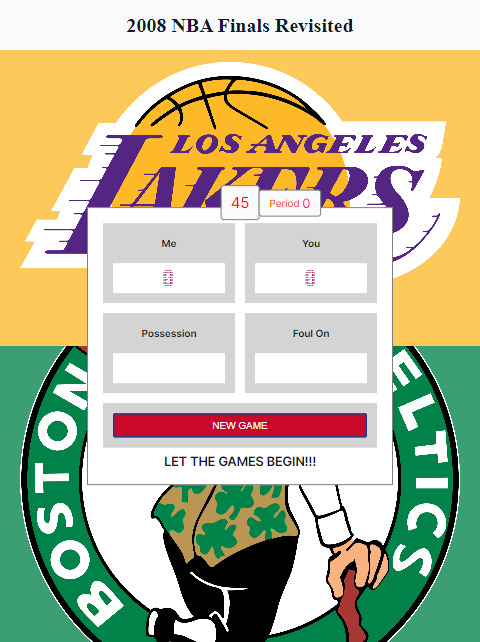 2008 NBA Finals Revisited
LOS ANGELES
LAKERS
45
Period 0
Me
You
0
0
Possession
Foul On
NEW GAME
LET THE GAMES BEGIN!!!
BOSTON
CELTICS